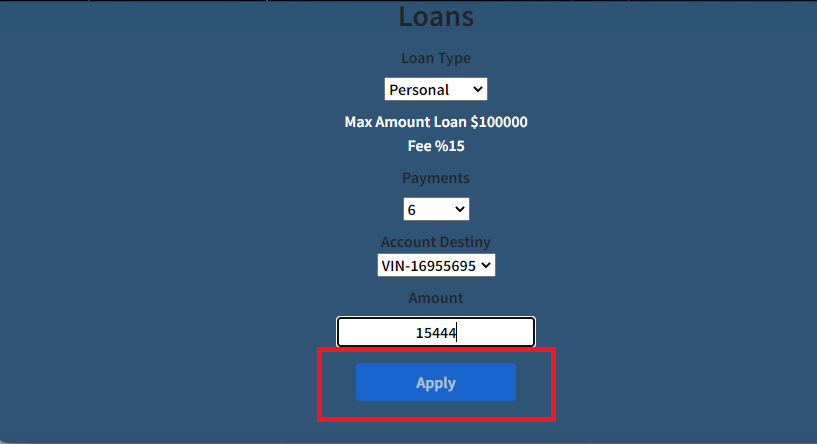 Loans
Loan Type
Personal
Max Amount Loan $100000
Fee %15
Payments
6
Account Destiny
VIN-16955695
Amount
15444
Apply